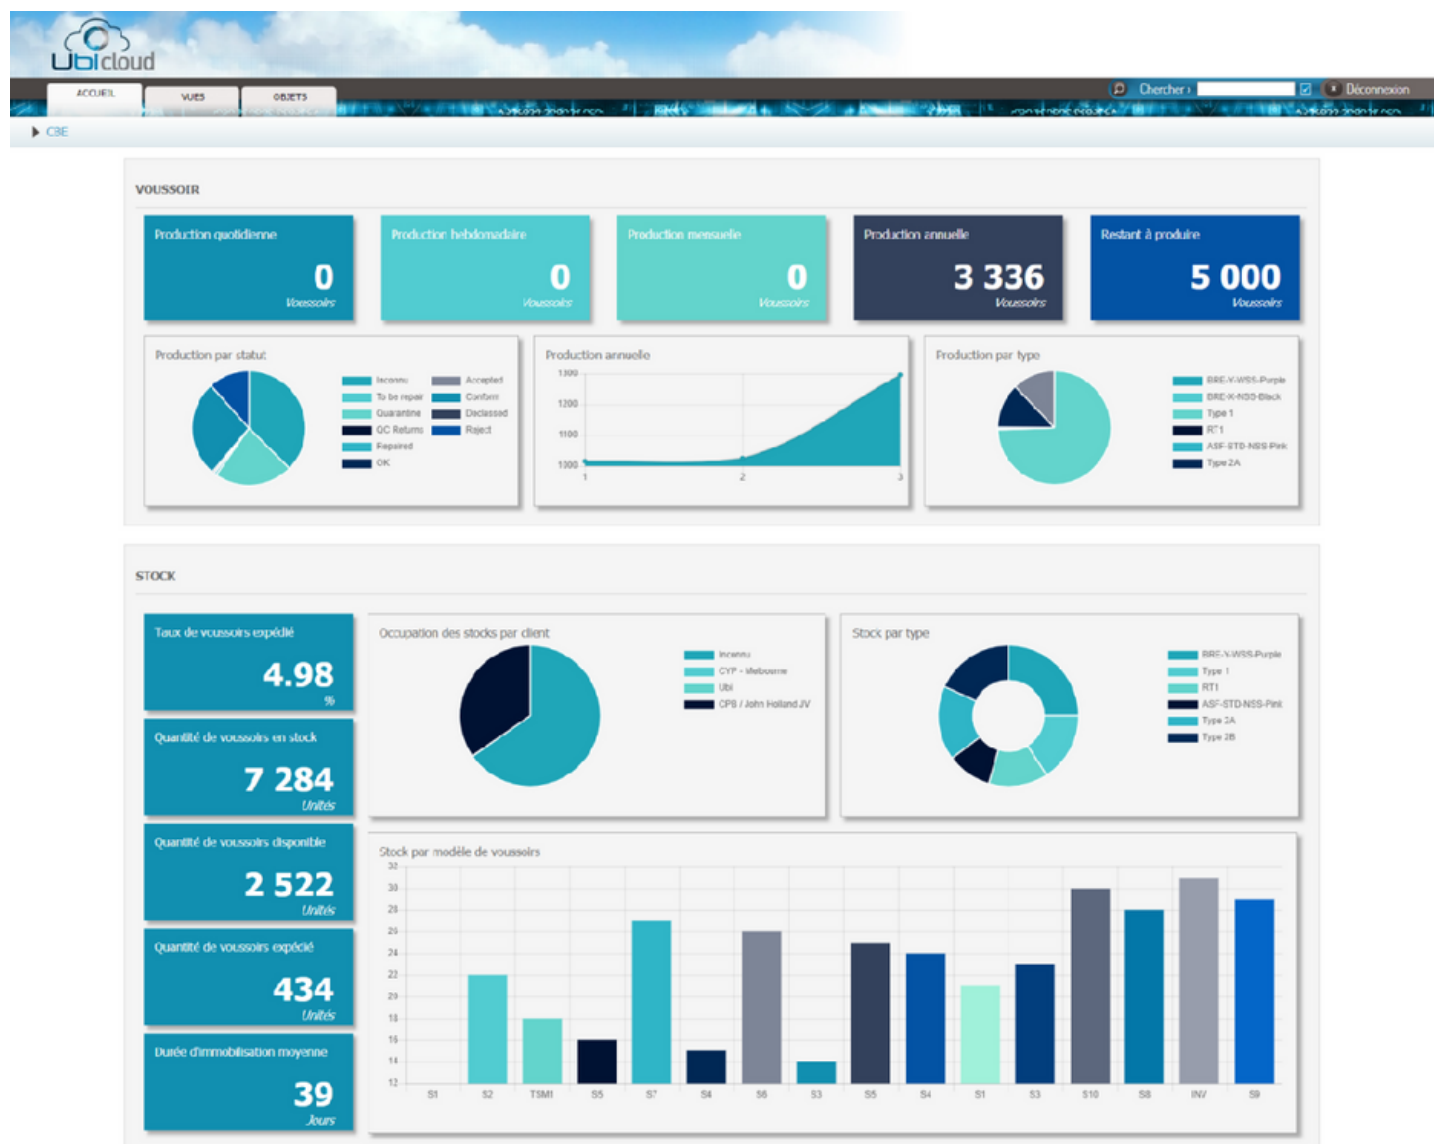 Ubicloud
ACCUEIL VUES OBJETS
Chercher › Déconnexion
CBE
VOUSSOIR
Production quotidienne
0
Voussoirs
Production hebdomadaire
0
Voussoirs
Production mensuelle
0
Voussoirs
Production annuelle
3 336
Voussoirs
Restant à produire
5 000
Voussoirs
Production par statut
Inconnu
To be repair
Quarantine
QC Returns
Repaired
OK
Accepted
Conform
Declassed
Reject
Production annuelle
1300
1200
1100
1000
1 2 3
Production par type
BRE-Y-WSS-Purple
BRE-X-NSS-Black
Type 1
RT1
ASF-STD-NSS-Pink
Type 2A
STOCK
Taux de voussoirs expédié
4.98
%
Quantité de voussoirs en stock
7 284
Unités
Quantité de voussoirs disponible
2 522
Unités
Quantité de voussoirs expédié
434
Unités
Durée d'immobilisation moyenne
39
Jours
Occupation des stocks par client
Inconnu
CYP - Melbourne
Ubi
CPB / John Holland JV
Stock par type
BRE-Y-WSS-Purple
Type 1
RT1
ASF-STD-NSS-Pink
Type 2A
Type 2B
Stock par modèle de voussoirs
32
30
28
26
24
22
20
18
16
14
12
S1 S2 TSM1 S5 S7 S4 S6 S3 S5 S4 S1 S3 S10 S8 INV S9